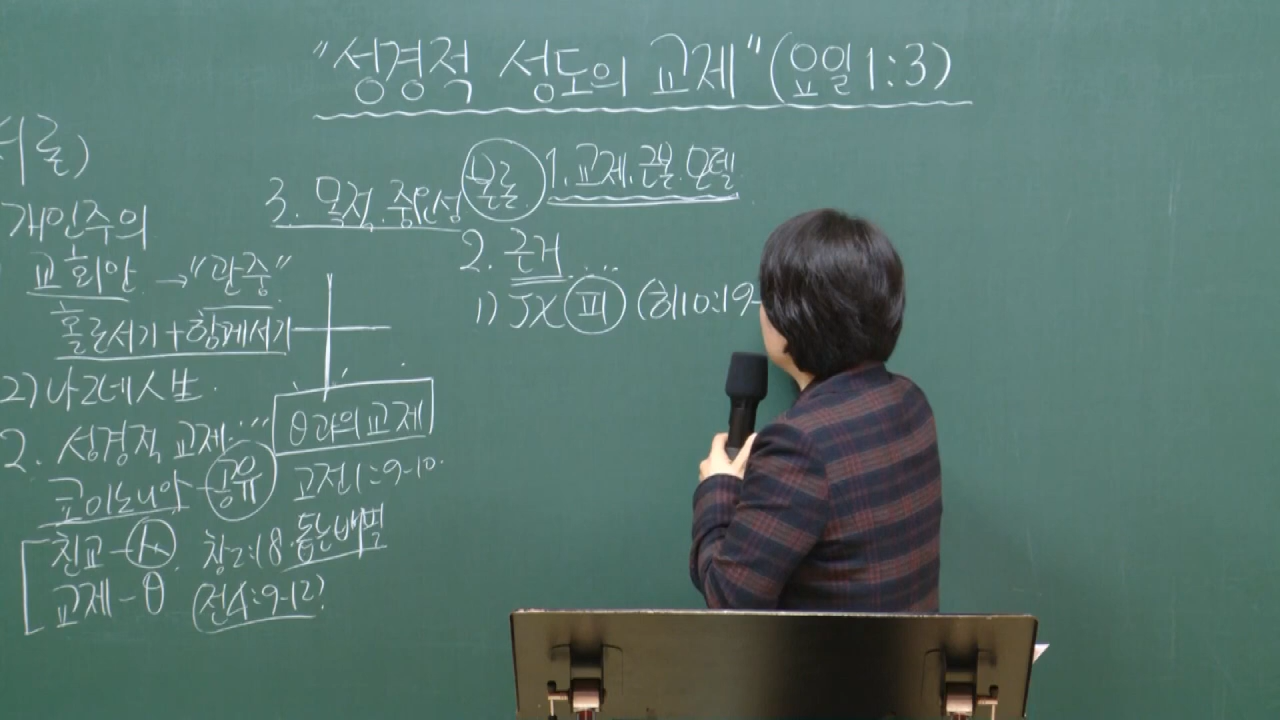 "성경적 성도의 교제" (요일 1:3)
서론)
개인주의
교회안 → "관중"
홀로서기 + 함께서기
2) 나그네人生.
2. 성경적 교제....
θ과의교제
코이노니아 - 공유
고전1:9-10.
친교 - 人
창2:18. 돕는배필
교제 - θ
(전4:9-12)
3. 목적, 중요성
본론
1. 교제. 근본. 모델
2. 근거....
1) JX 피 (히10:19-